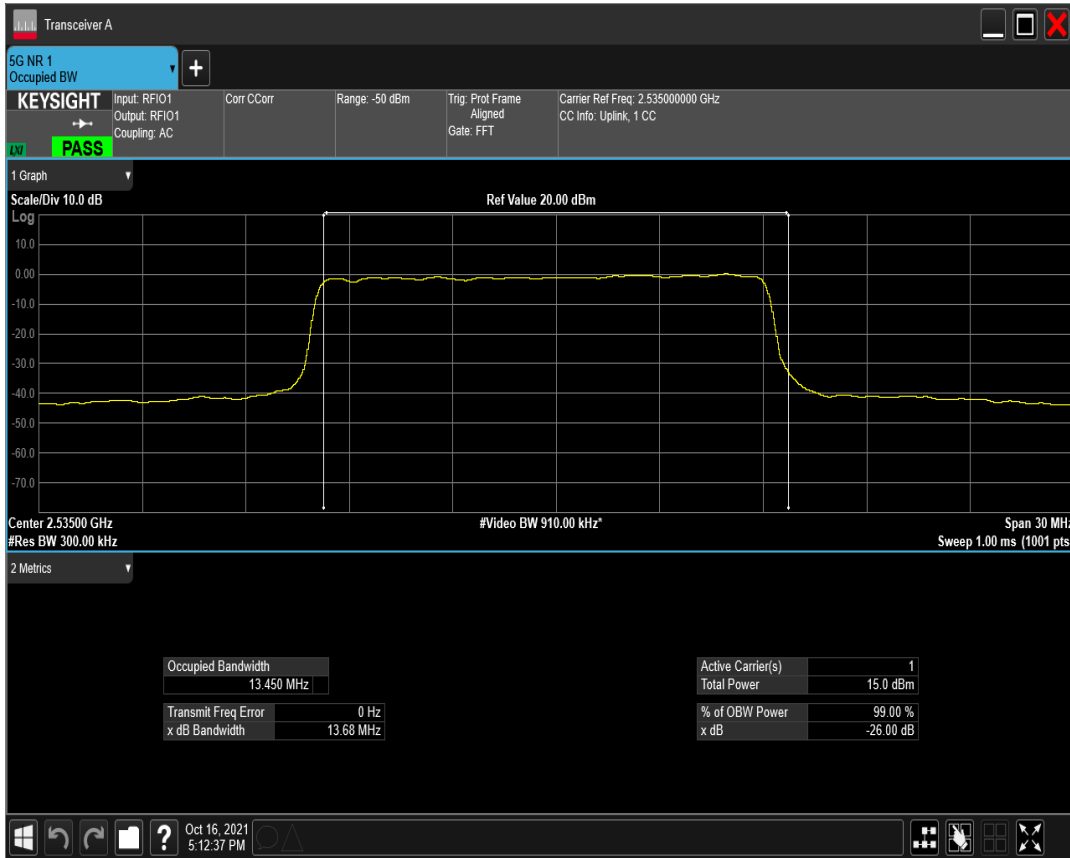 Transceiver A
5G NR 1
Occupied BW
+
KEYSIGHT
LXI
PASS
Input: RFIO1
Output: RFIO1
Coupling: AC
Corr CCorr
Range: -50 dBm
Trig: Prot Frame
Aligned
Gate: FFT
Carrier Ref Freq: 2.535000000 GHz
CC Info: Uplink, 1 CC
1 Graph
Scale/Div 10.0 dB
Ref Value 20.00 dBm
Log
10.0
0.00
-10.0
-20.0
-30.0
-40.0
-50.0
-60.0
-70.0
Center 2.53500 GHz
#Video BW 910.00 kHz*
Span 30 MHz
#Res BW 300.00 kHz
Sweep 1.00 ms (1001 pts
2 Metrics
Occupied Bandwidth
13.450 MHz
Transmit Freq Error 0 Hz
x dB Bandwidth 13.68 MHz
Active Carrier(s) 1
Total Power 15.0 dBm
% of OBW Power 99.00 %
x dB -26.00 dB
?
Oct 16, 2021
5:12:37 PM